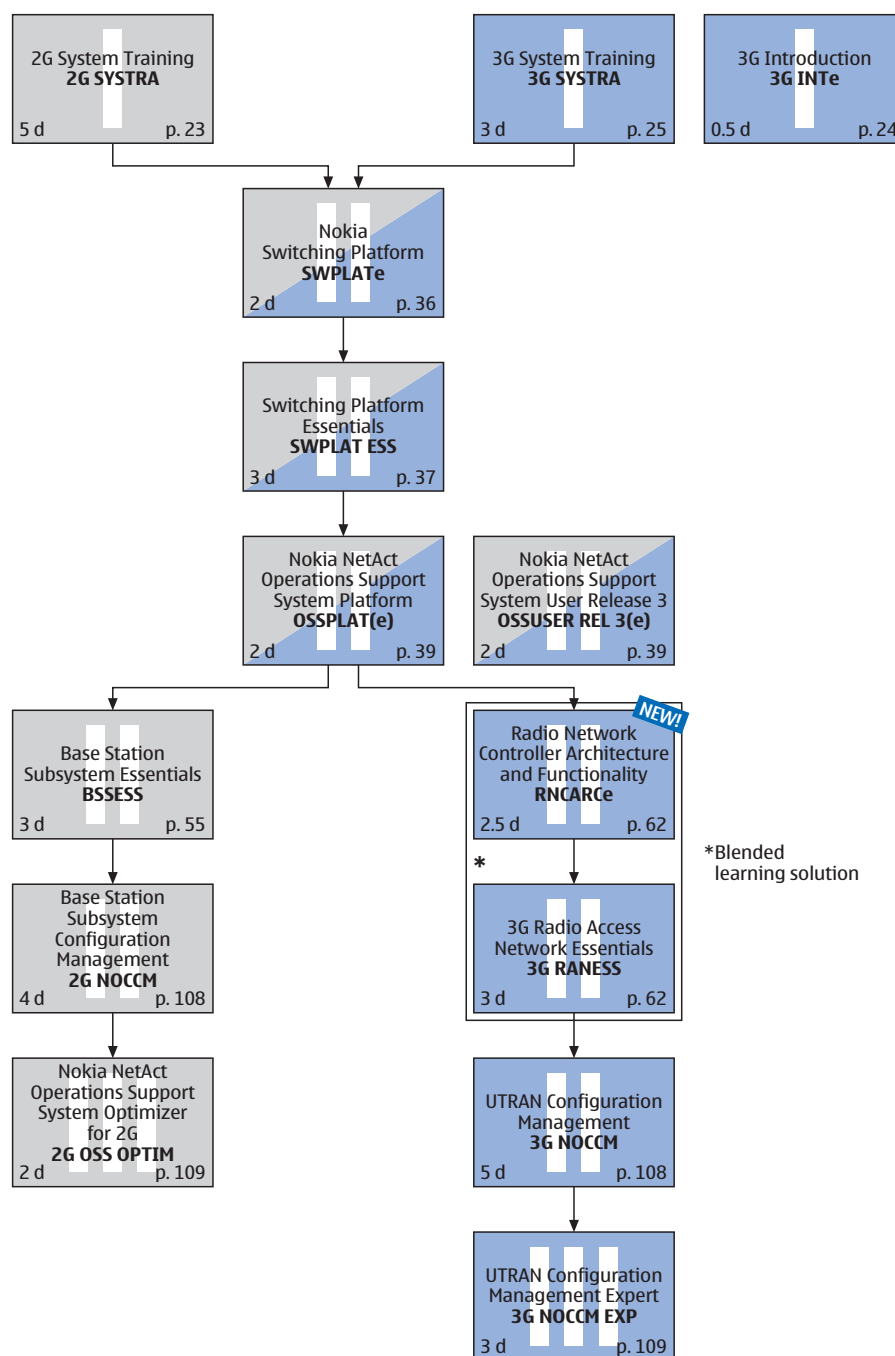 2G System Training
2G SYSTRA
5 d
p. 23
3G System Training
3G SYSTRA
3 d
p. 25
3G Introduction
3G INTe
0.5 d
p. 24
Nokia
Switching Platform
SWPLATe
2 d
p. 36
Switching Platform
Essentials
SWPLAT ESS
3 d
p. 37
Nokia NetAct
Operations Support
System Platform
OSSPLAT(e)
2 d
p. 39
Nokia NetAct
Operations Support
System User Release 3
OSSUSER REL 3(e)
2 d
p. 39
Base Station
Subsystem Essentials
BSSESS
3 d
p. 55
NEW!
Radio Network
Controller Architecture
and Functionality
RNCARCe
2.5 d
p. 62
*
*Blended
learning solution
Base Station
Subsystem
Configuration
Management
2G NOCCM
4 d
p. 108
3G Radio Access
Network Essentials
3G RANESS
3 d
p. 62
Nokia NetAct
Operations Support
System Optimizer
for 2G
2G OSS OPTIM
2 d
p. 109
UTRAN Configuration
Management
3G NOCCM
5 d
p. 108
UTRAN Configuration
Management Expert
3G NOCCM EXP
3 d
p. 109